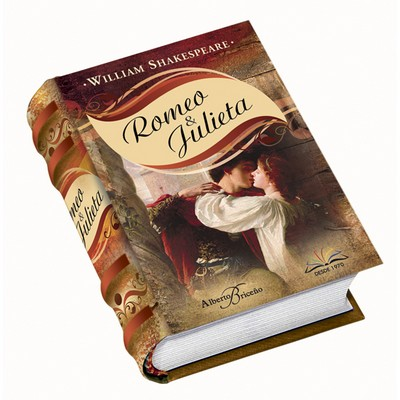 ·WILLIAM SHAKESPEARE·
Romeo
&
Julieta
Romeo
&
Julieta
Alberto Briceño
DESDE 1970